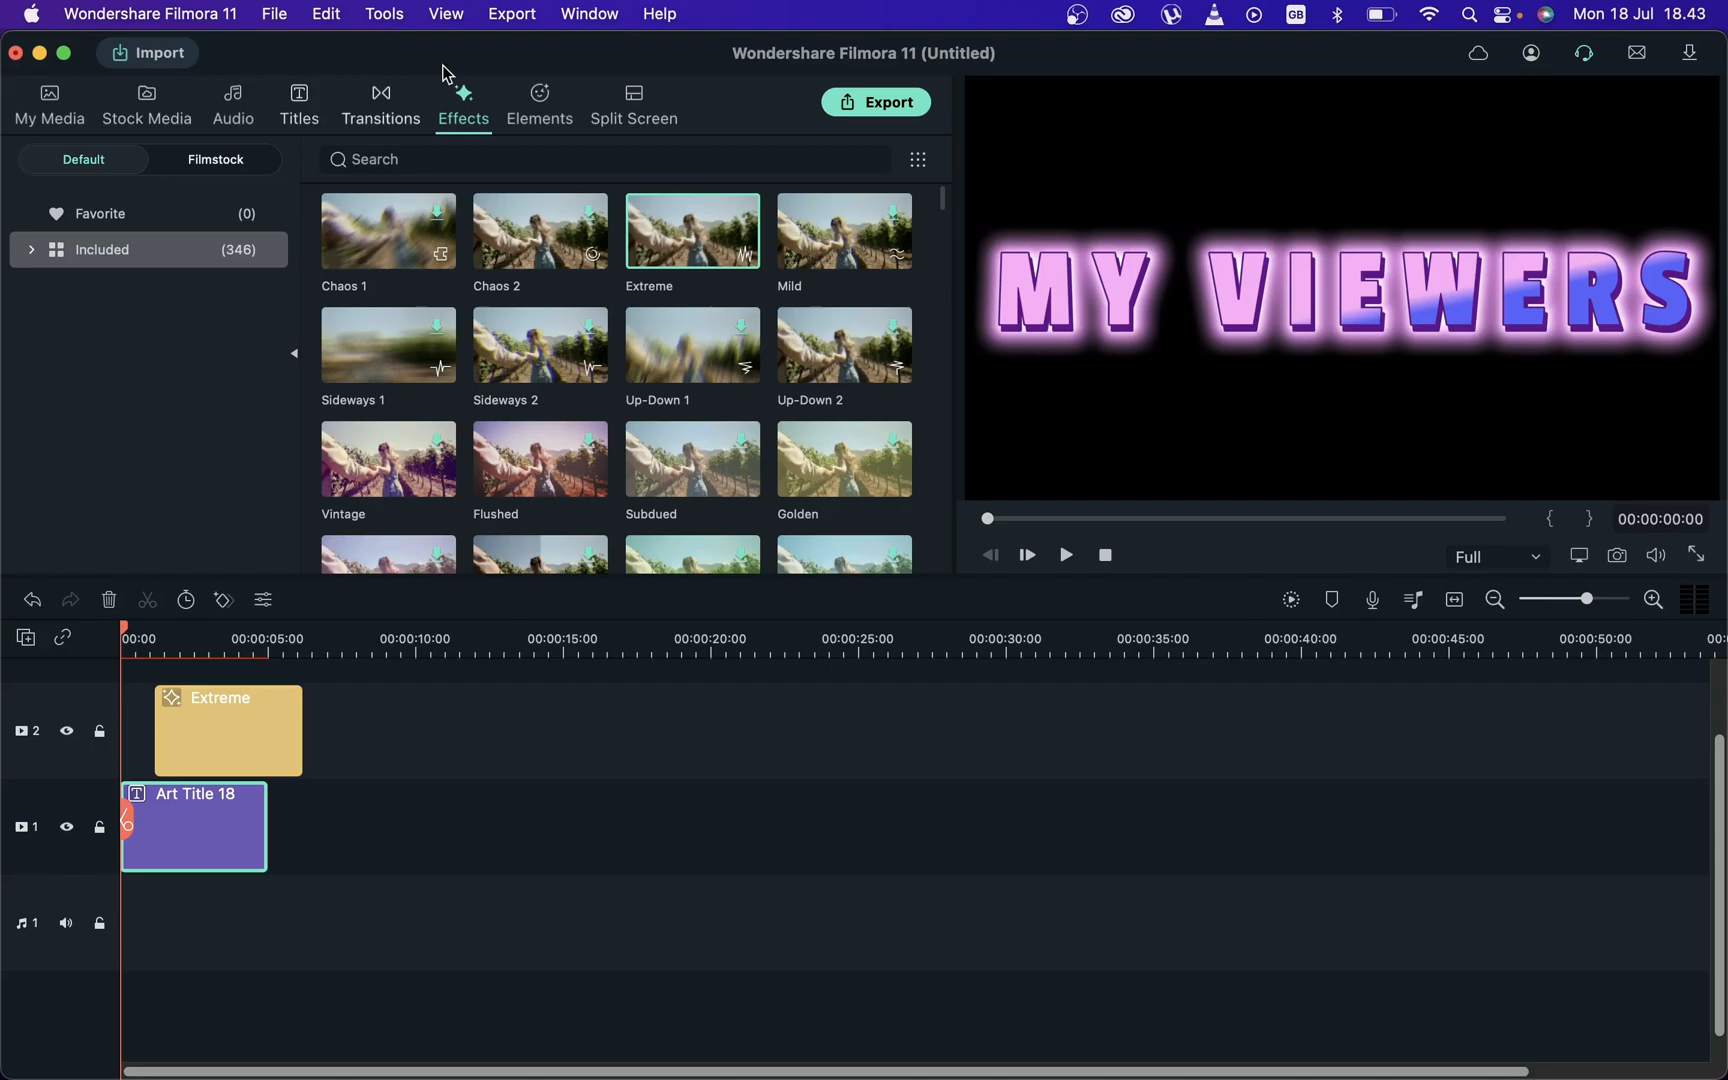 Wondershare Filmora 11 File Edit Tools View Export Window Help GB Mon 18 Jul 18.43
Import Wondershare Filmora 11 (Untitled)
My Media Stock Media Audio Titles Transitions Effects Elements Split Screen Export
Default Filmstock Search
Favorite (0)
Included (346)
Chaos 1 Chaos 2 Extreme Mild
Sideways 1 Sideways 2 Up-Down 1 Up-Down 2
Vintage Flushed Subdued Golden
MY VIEWERS
{ } 00:00:00:00
Full
00:00 00:00:05:00 00:00:10:00 00:00:15:00 00:00:20:00 00:00:25:00 00:00:30:00 00:00:35:00 00:00:40:00 00:00:45:00 00:00:50:00 00:
Extreme
2
T Art Title 18
1
1